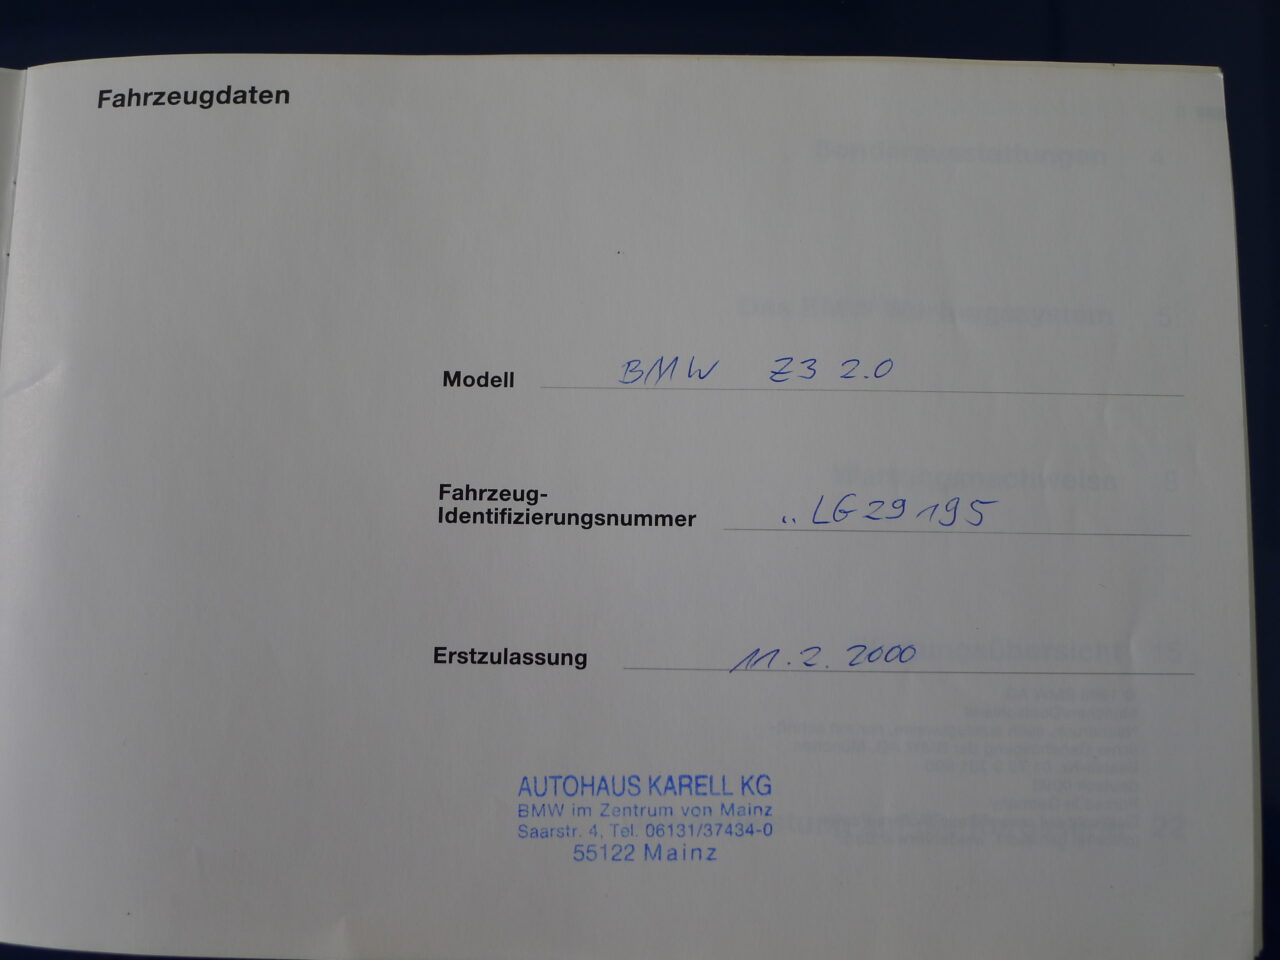 Fahrzeugdaten
Modell BMW Z3 2.0
Fahrzeug-
Identifizierungsnummer .. LG29195
Erstzulassung 11.2.2000
AUTOHAUS KARELL KG
BMW im Zentrum von Mainz
Saarstr. 4, Tel. 06131/37434-0
55122 Mainz